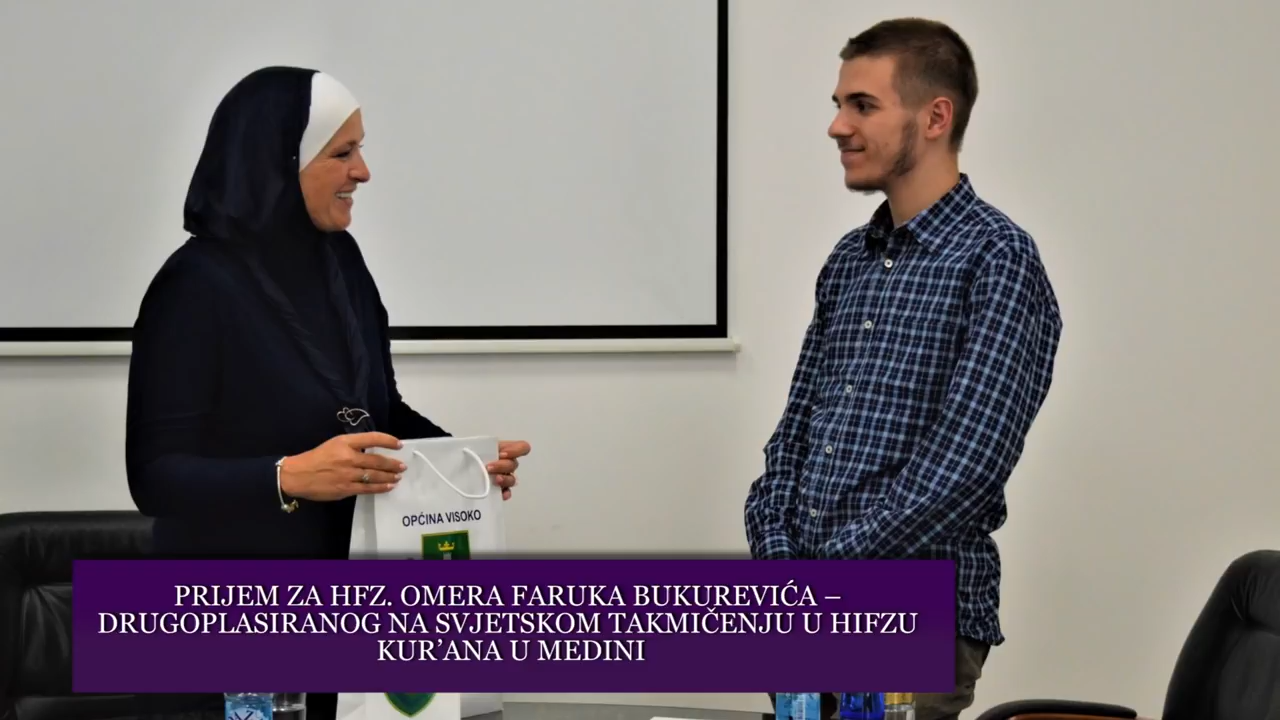 OPĆINA VISOKO
PRIJEM ZA HFZ. OMERA FARUKA BUKUREVIĆA –
DRUGOPLASIRANOG NA SVJETSKOM TAKMIČENJU U HIFZU
KUR’ANA U MEDINI